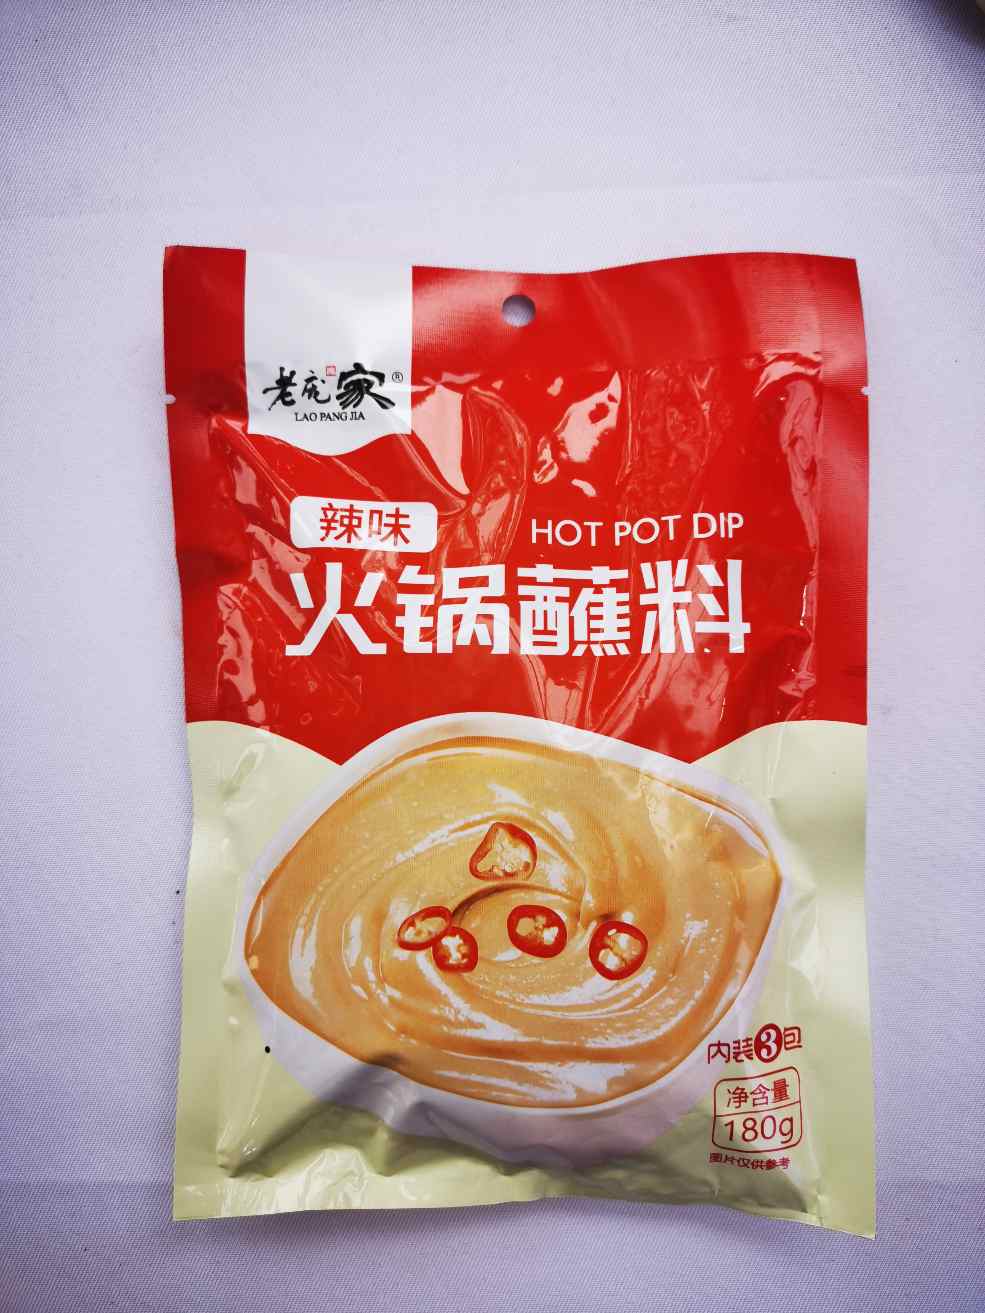 老庞家®
LAO PANG JIA
辣味
HOT POT DIP
火锅蘸料
内装3包
净含量
180g
图片仅供参考